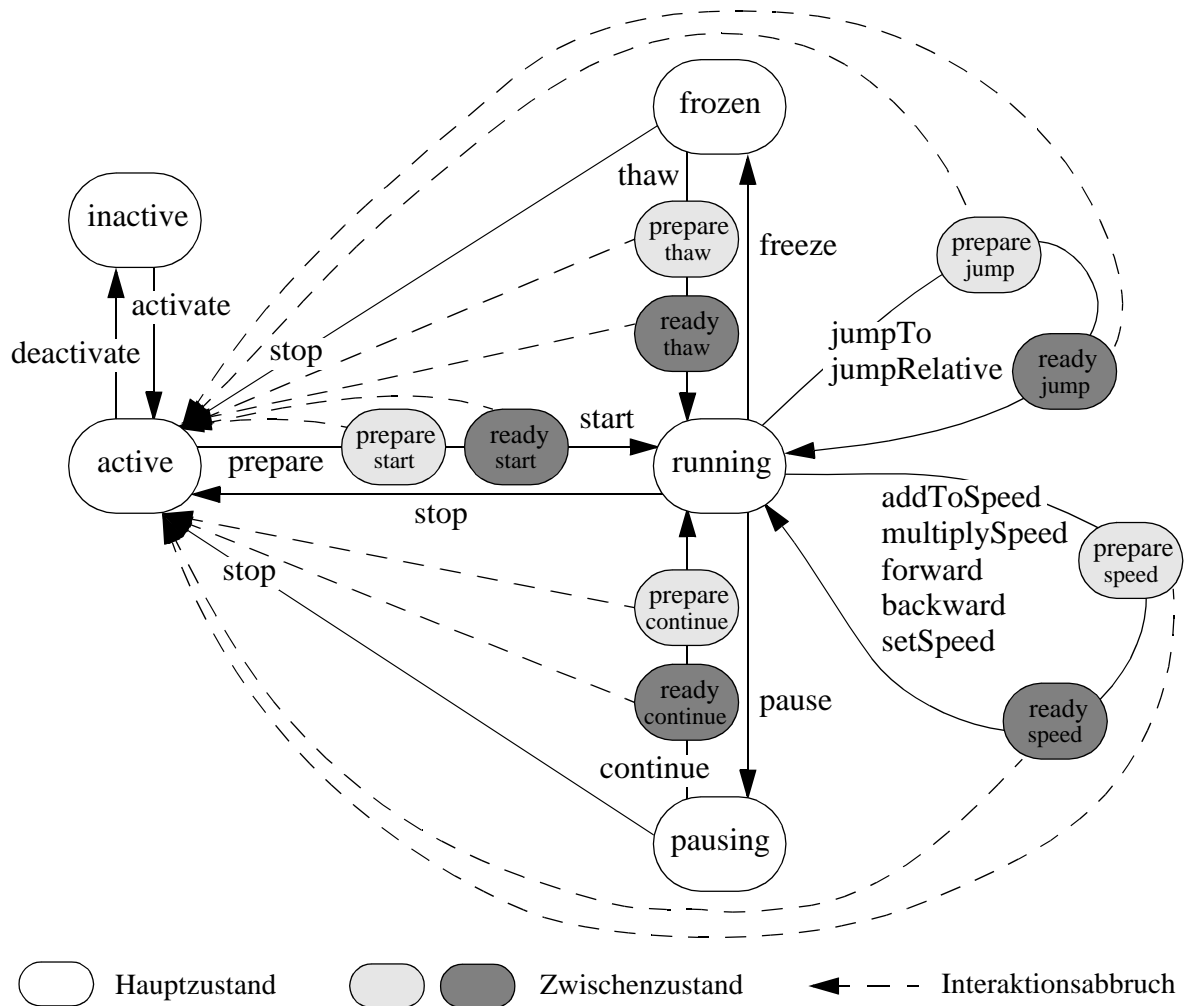 frozen
thaw
inactive
prepare
thaw
freeze
prepare
jump
activate
deactivate
stop
ready
thaw
jumpTo
jumpRelative
ready
jump
active
prepare
prepare
start
ready
start
start
running
stop
addToSpeed
multiplySpeed
forward
backward
setSpeed
prepare
speed
stop
prepare
continue
ready
continue
pause
ready
speed
continue
pausing
Hauptzustand
Zwischenzustand
Interaktionsabbruch